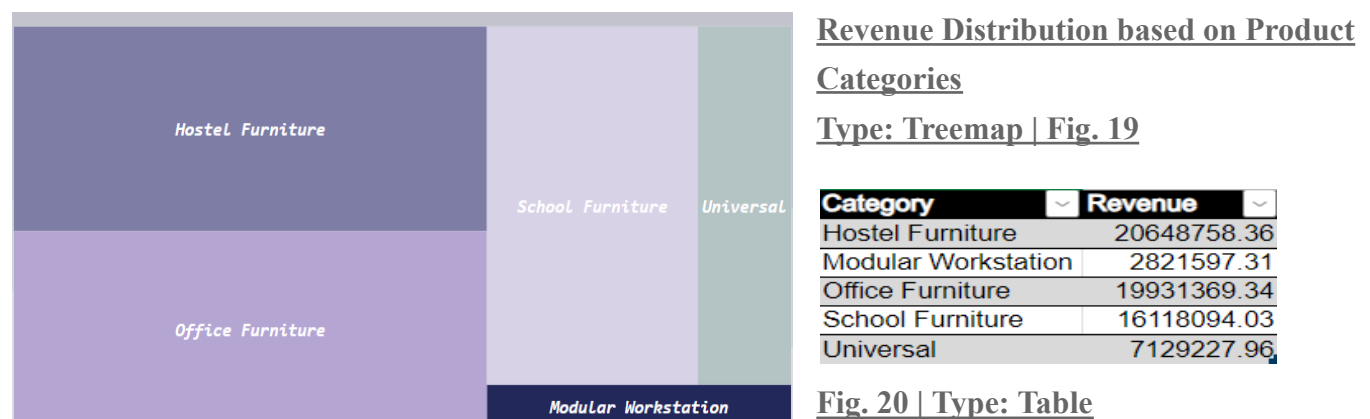 Hostel Furniture
Office Furniture
School Furniture
Universal
Modular Workstation
Revenue Distribution based on Product
Categories
Type: Treemap | Fig. 19
Category Revenue
Hostel Furniture 20648758.36
Modular Workstation 2821597.31
Office Furniture 19931369.34
School Furniture 16118094.03
Universal 7129227.96
Fig. 20 | Type: Table